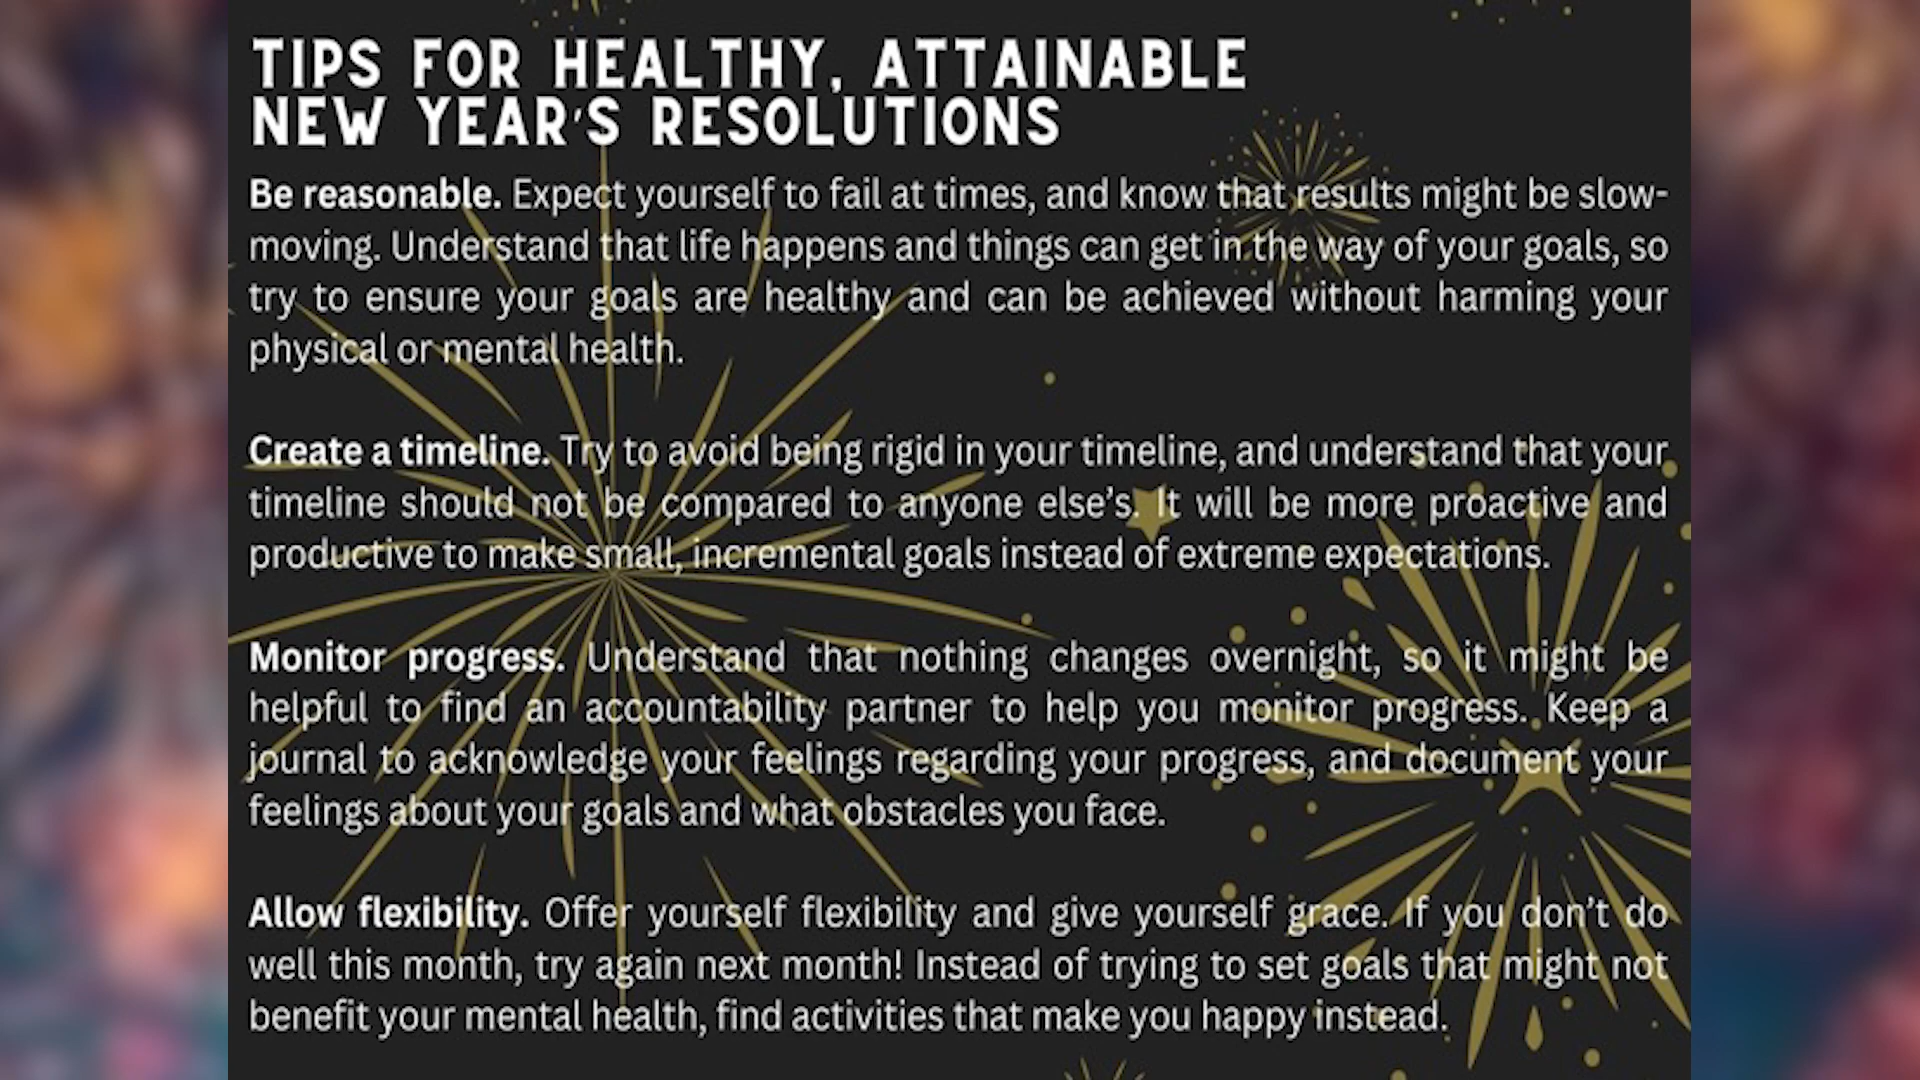 TIPS FOR HEALTHY, ATTAINABLE
NEW YEAR'S RESOLUTIONS
Be reasonable. Expect yourself to fail at times, and know that results might be slow-
moving. Understand that life happens and things can get in the way of your goals, so
try to ensure your goals are healthy and can be achieved without harming your
physical or mental health.
Create a timeline. Try to avoid being rigid in your timeline, and understand that your
timeline should not be compared to anyone else’s. It will be more proactive and
productive to make small, incremental goals instead of extreme expectations.
Monitor progress. Understand that nothing changes overnight, so it might be
helpful to find an accountability partner to help you monitor progress. Keep a
journal to acknowledge your feelings regarding your progress, and document your
feelings about your goals and what obstacles you face.
Allow flexibility. Offer yourself flexibility and give yourself grace. If you don’t do
well this month, try again next month! Instead of trying to set goals that might not
benefit your mental health, find activities that make you happy instead.